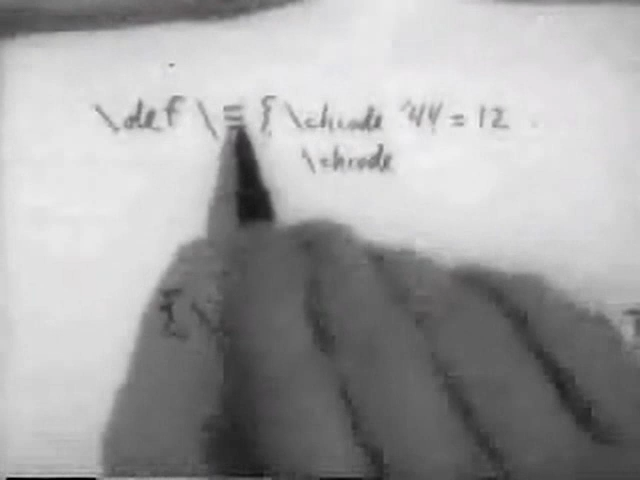 \def \= { \chcode '44 = 12
\chcode